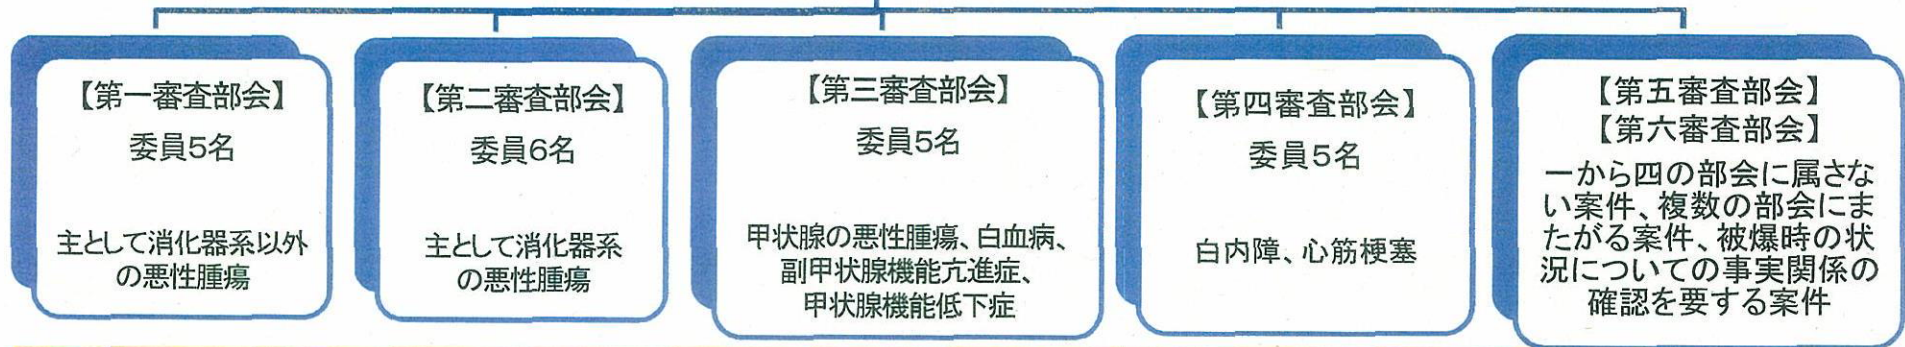 【第一審査部会】
委員5名
主として消化器系以外
の悪性腫瘍
【第二審査部会】
委員6名
主として消化器系
の悪性腫瘍
【第三審査部会】
委員5名
甲状腺の悪性腫瘍、白血病、
副甲状腺機能亢進症、
甲状腺機能低下症
【第四審査部会】
委員5名
白内障、心筋梗塞
【第五審査部会】
【第六審査部会】
一から四の部会に属さな
い案件、複数の部会にま
たがる案件、被爆時の状
況についての事実関係の
確認を要する案件